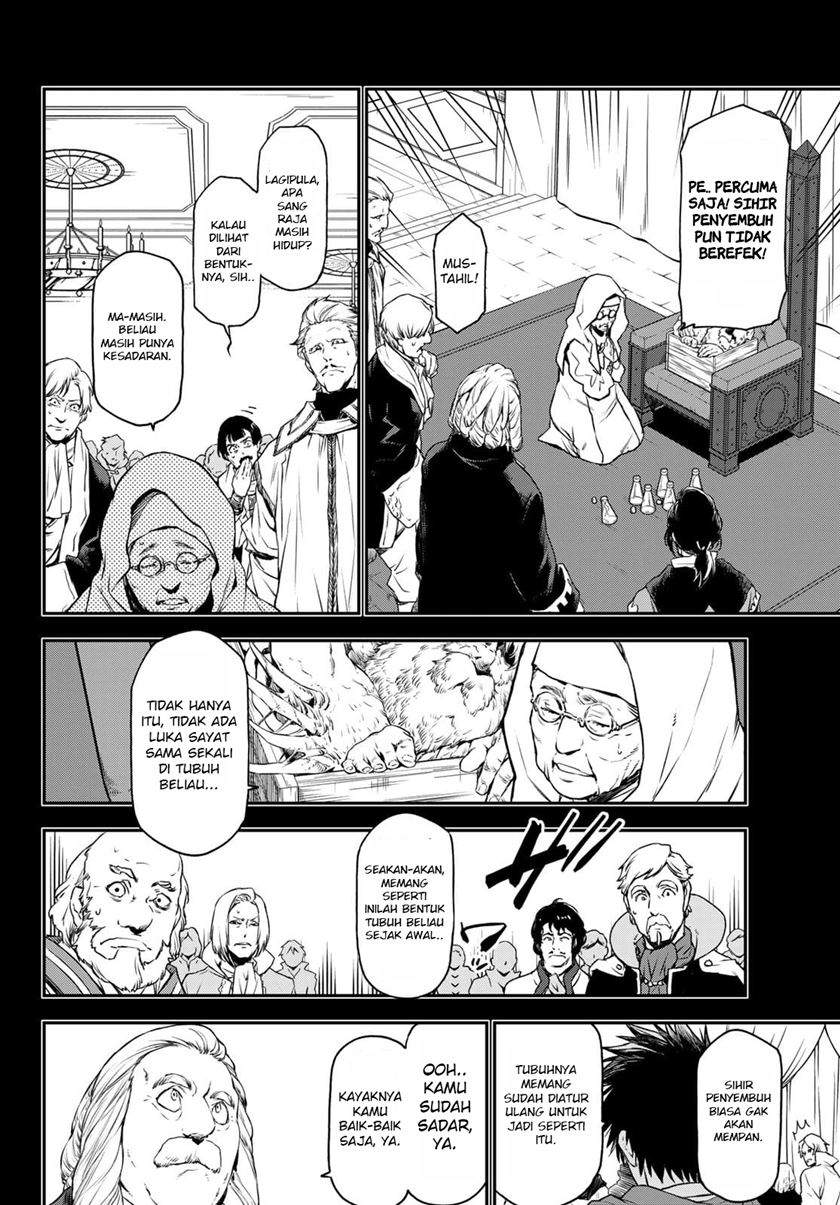 PE.. PERCUMA
SAJA! SIHIR
PENYEMBUH
PUN TIDAK
BEREFEK!
MUS-
TAHIL!
LAGIPULA,
APA
SANG
RAJA
MASIH
HIDUP?
KALAU
DILIHAT
DARI
BENTUK-
NYA, SIH..
MA-MASIH.
BELIAU
MASIH PUNYA
KESADARAN.
TIDAK HANYA
ITU, TIDAK ADA
LUKA SAYAT
SAMA SEKALI
DI TUBUH
BELIAU...
SEAKAN-AKAN,
MEMANG
SEPERTI
INILAH BENTUK
TUBUH BELIAU
SEJAK AWAL..
SIHIR
PENYEMBUH
BIASA GAK
AKAN
MEMPAN.
TUBUHNYA
MEMANG
SUDAH DIATUR
ULANG UNTUK
JADI SEPERTI
ITU.
OOH..
KAMU
SUDAH
SADAR,
YA.
KAYAKNYA
KAMU
BAIK-BAIK
SAJA, YA.